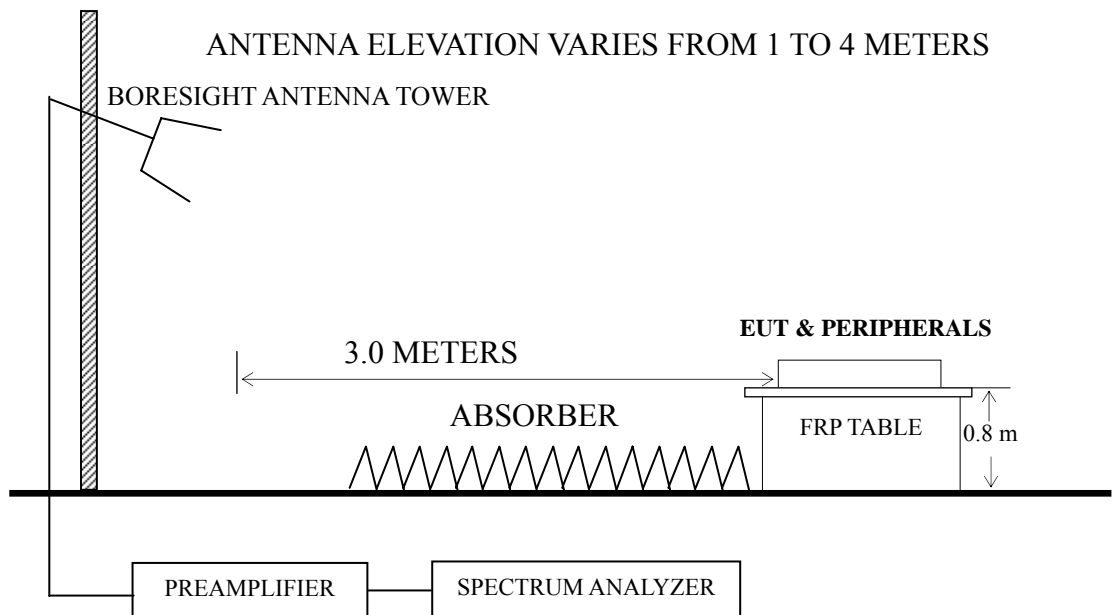 ANTENNA ELEVATION VARIES FROM 1 TO 4 METERS
BORESIGHT ANTENNA TOWER
EUT & PERIPHERALS
3.0 METERS
ABSORBER
FRP TABLE
0.8 m
PREAMPLIFIER
SPECTRUM ANALYZER